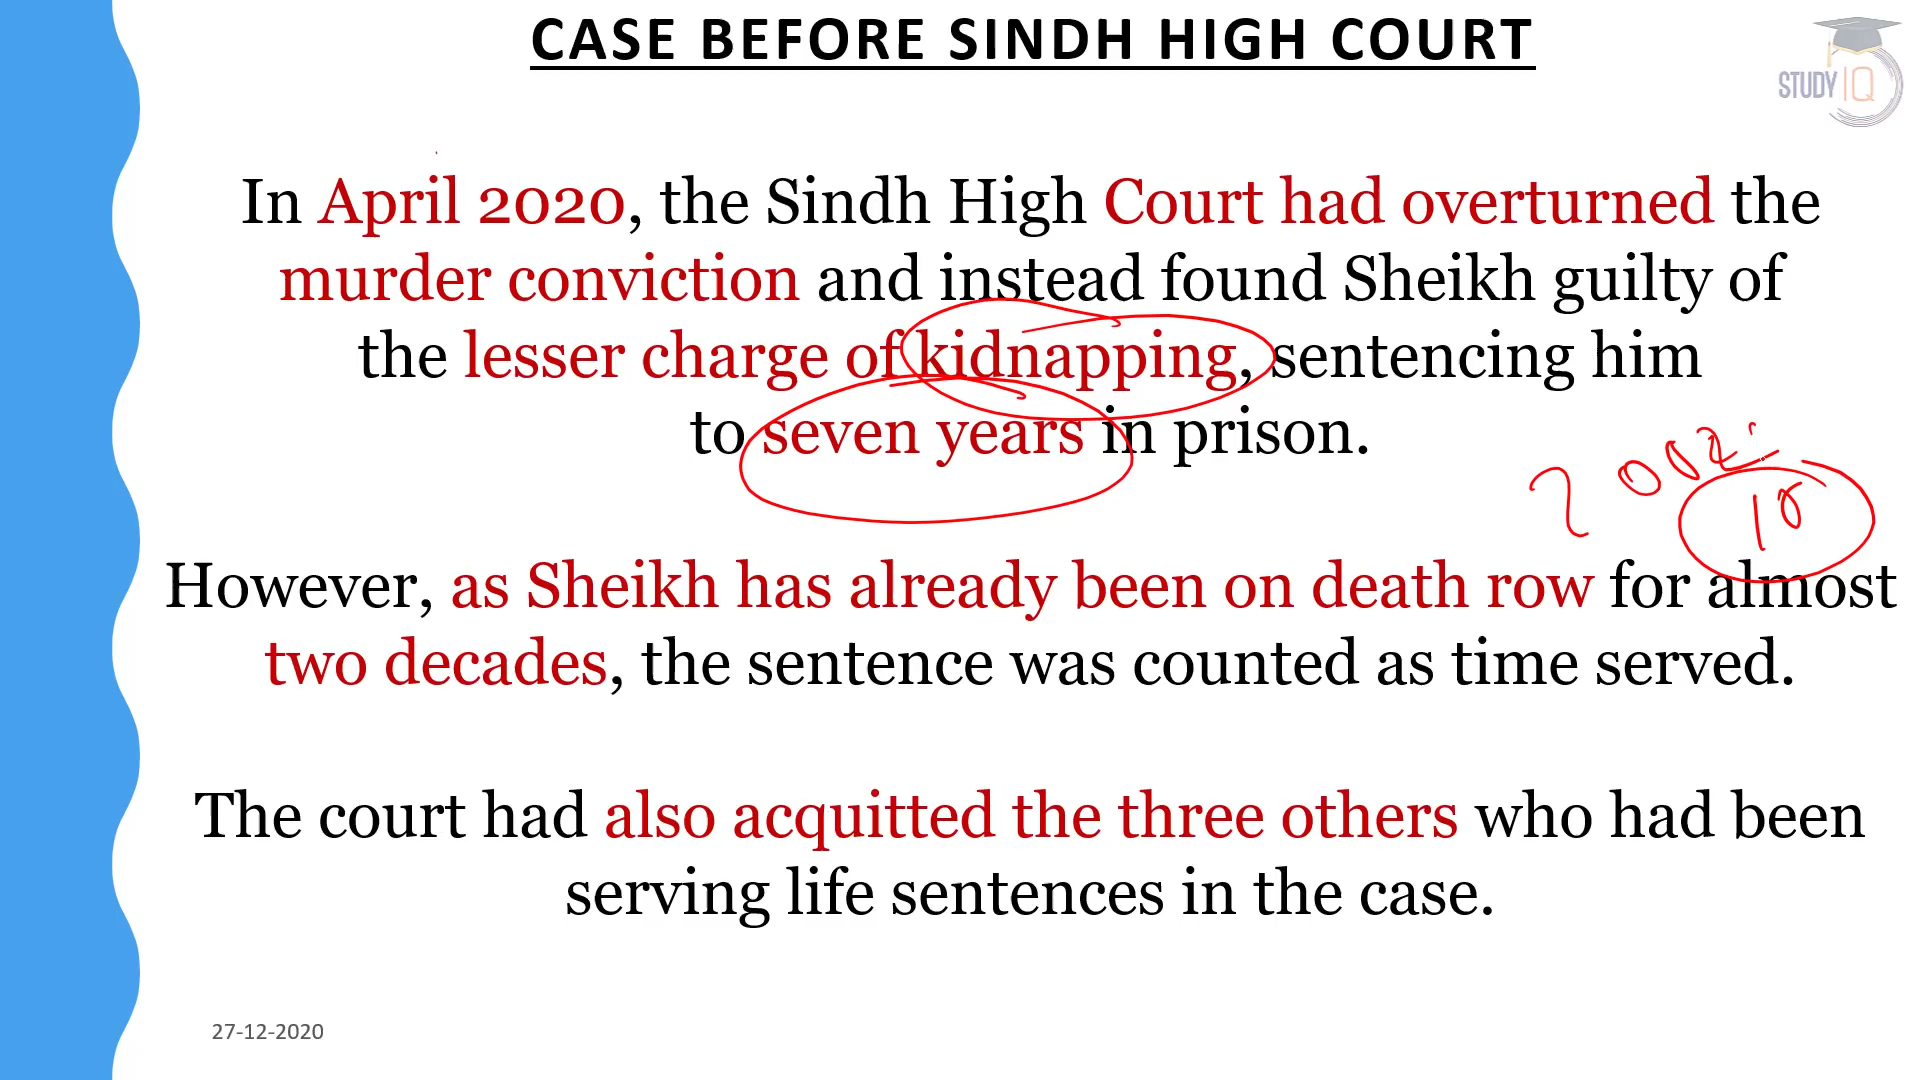 CASE BEFORE SINDH HIGH COURT
STUDY IQ
In April 2020, the Sindh High Court had overturned the
murder conviction and instead found Sheikh guilty of
the lesser charge of kidnapping, sentencing him
to seven years in prison.
2002
18
However, as Sheikh has already been on death row for almost
two decades, the sentence was counted as time served.
The court had also acquitted the three others who had been
serving life sentences in the case.
27-12-2020